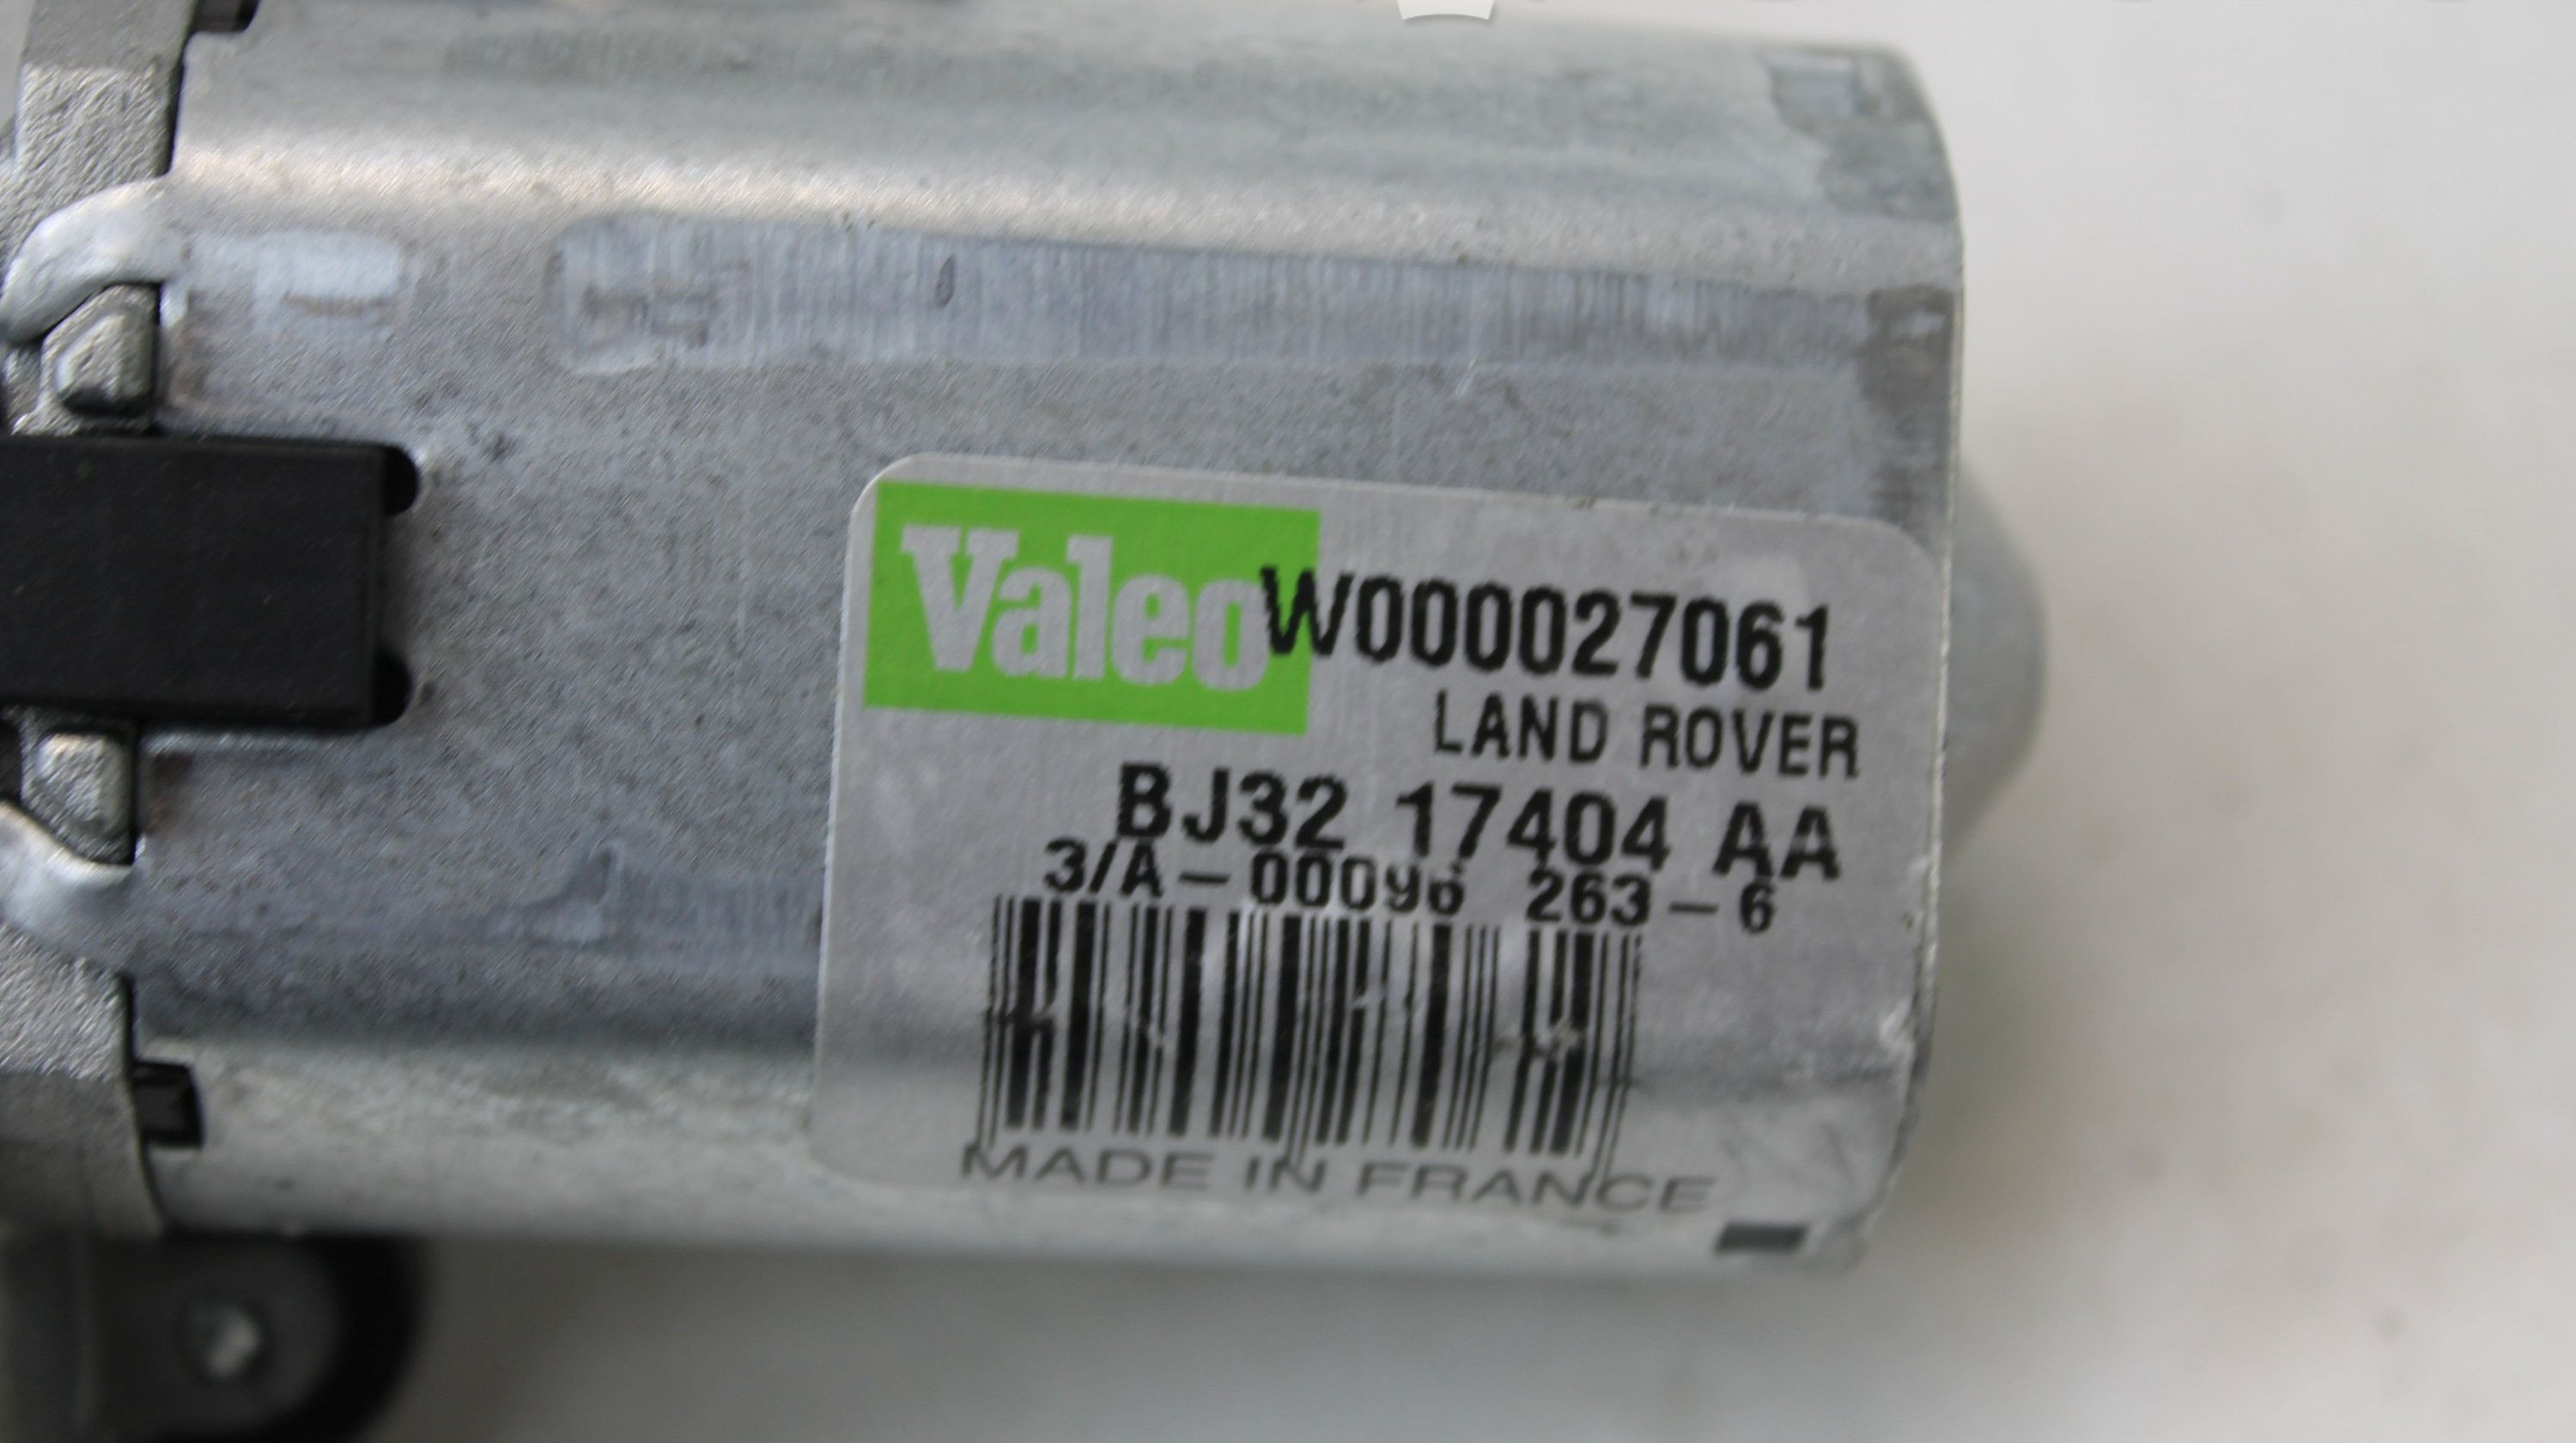 Valeo W000027061
LAND ROVER
BJ32 17404 AA
3/A-00096 263-6
MADE IN FRANCE